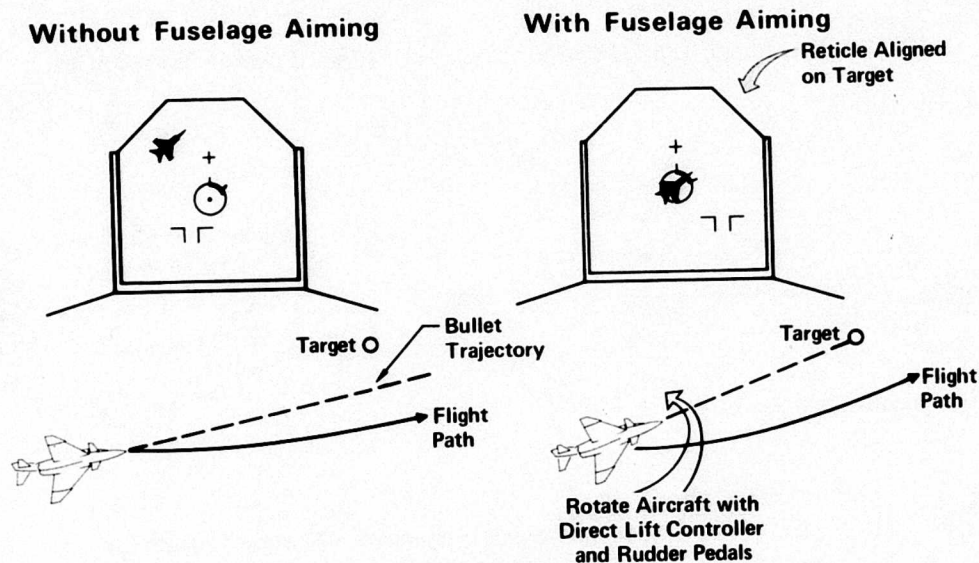 Without Fuselage Aiming
With Fuselage Aiming
Reticle Aligned
on Target
Target
Bullet
Trajectory
Flight
Path
Target
Flight
Path
Rotate Aircraft with
Direct Lift Controller
and Rudder Pedals